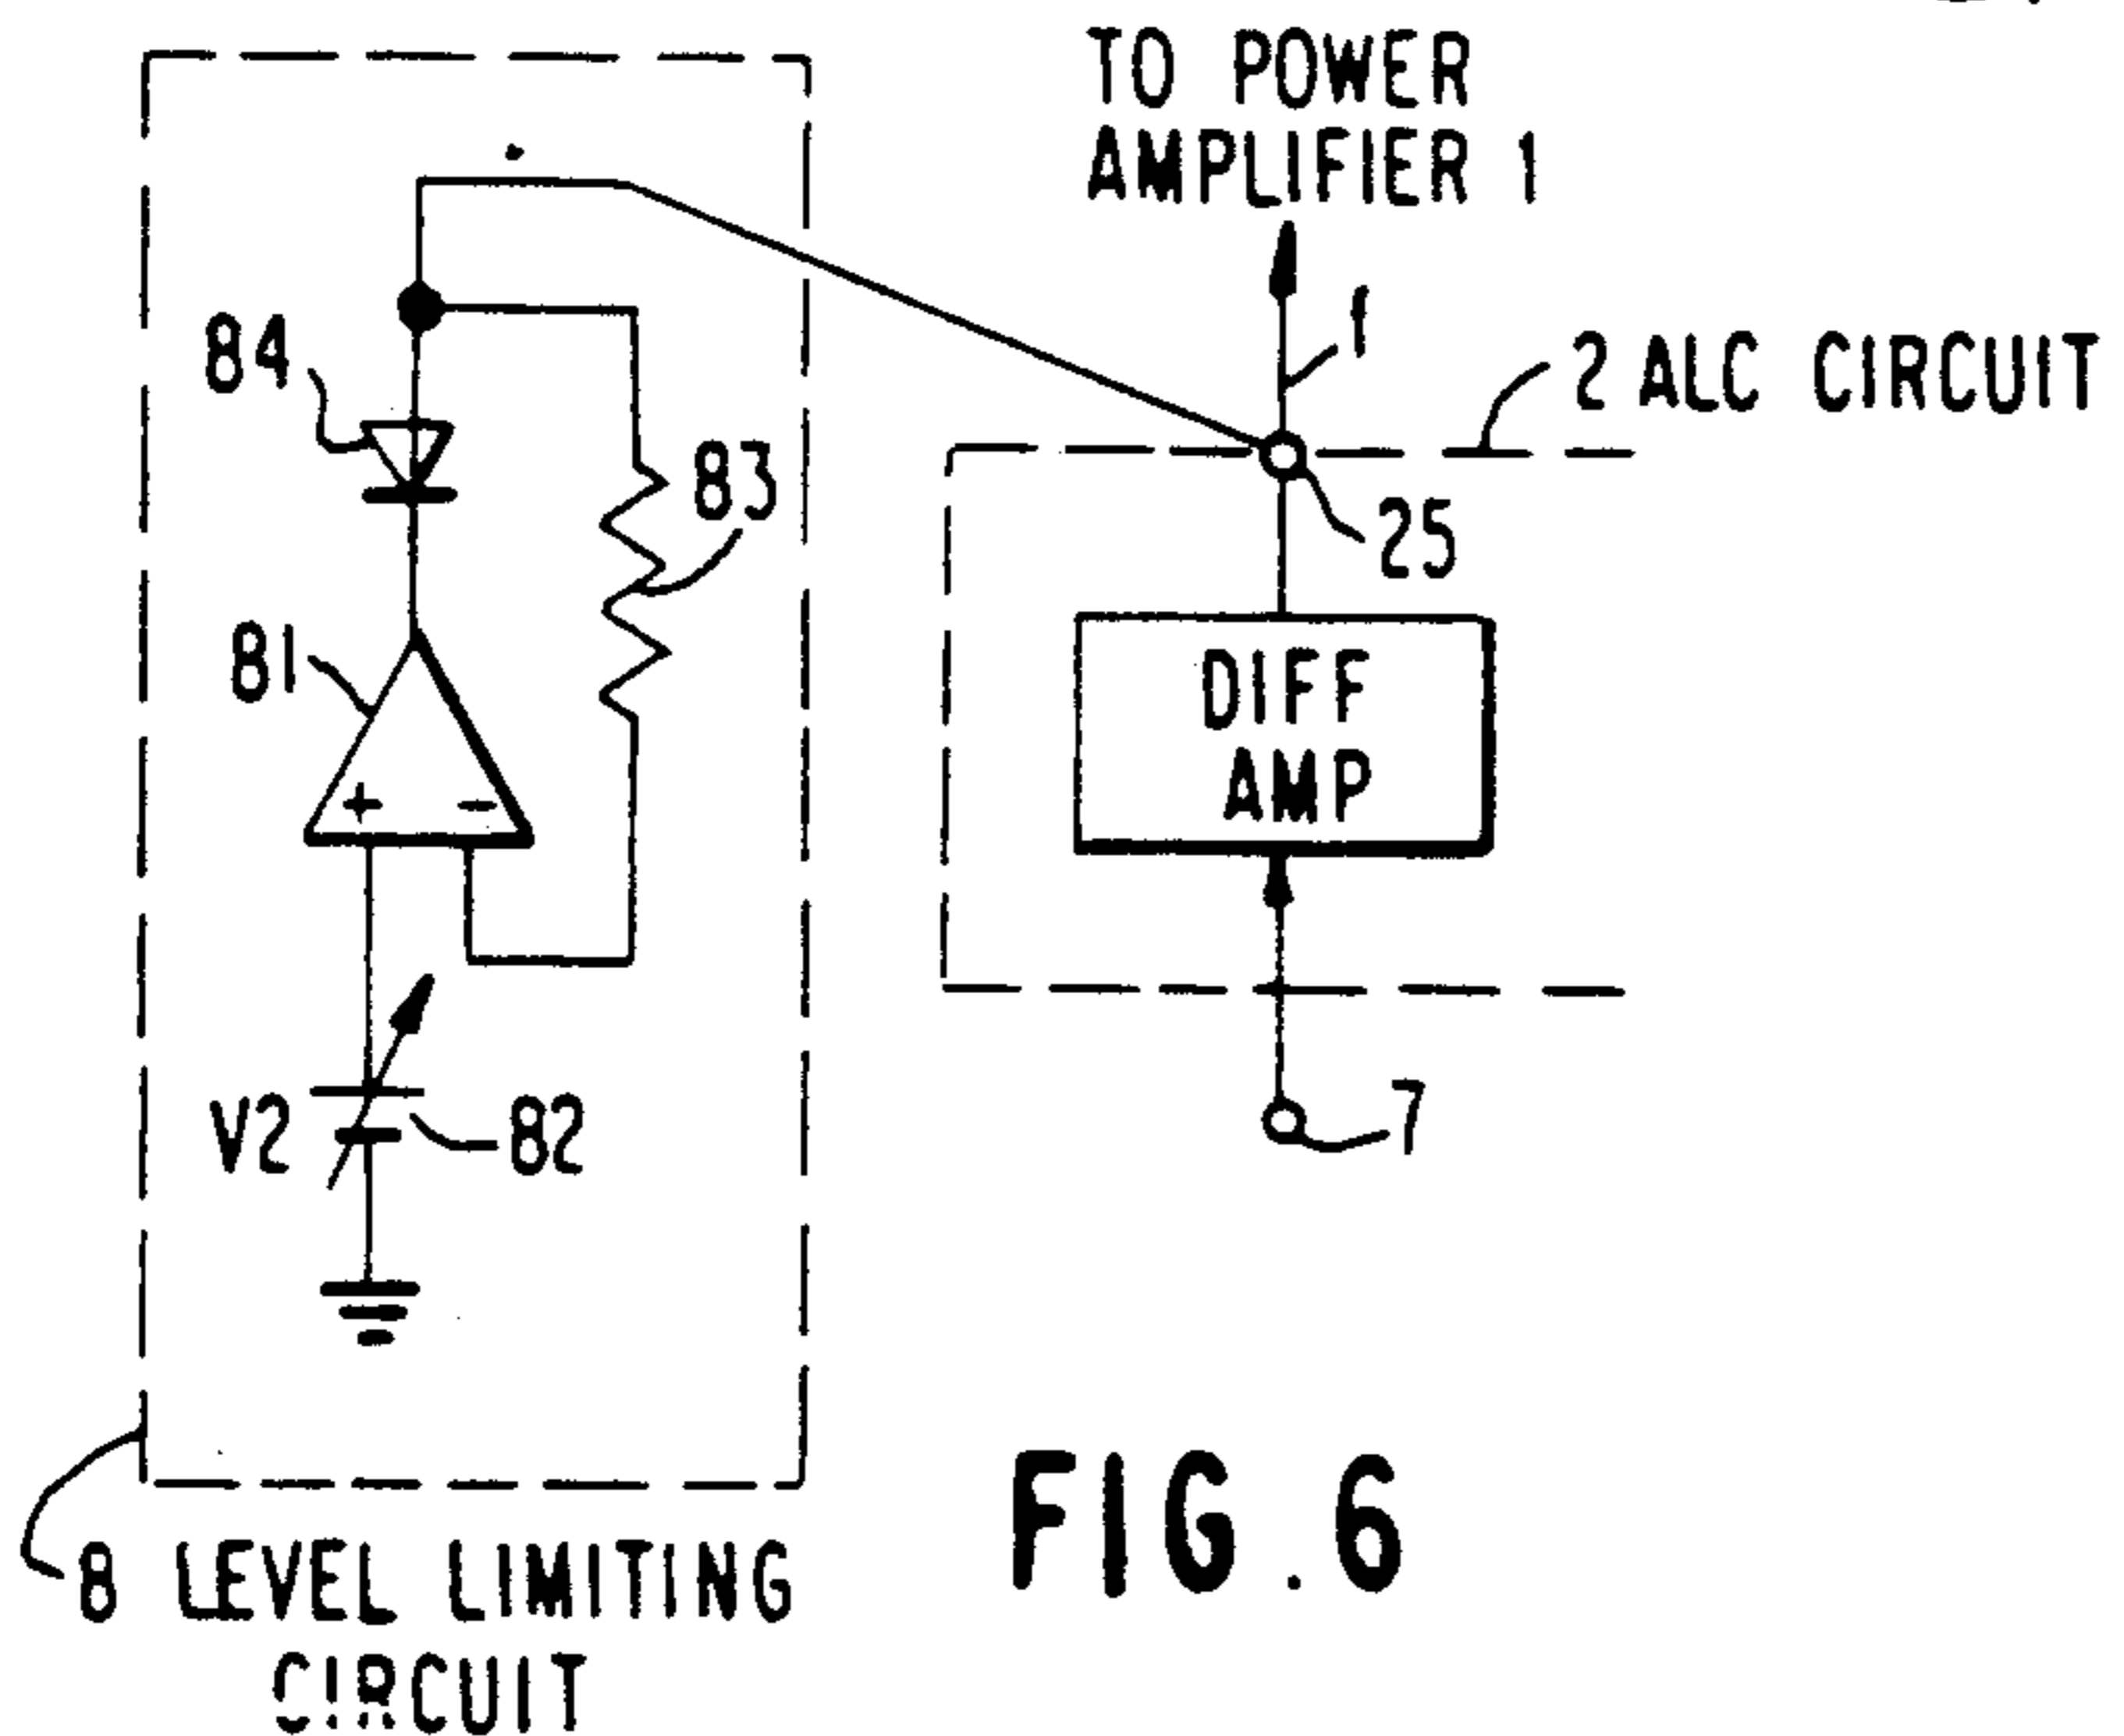 TO POWER
AMPLIFIER 1
1
84
2 ALC CIRCUIT
83
25
81
DIFF
AMP
+ -
V2
82
7
8 LEVEL LIMITING
CIRCUIT
FIG. 6